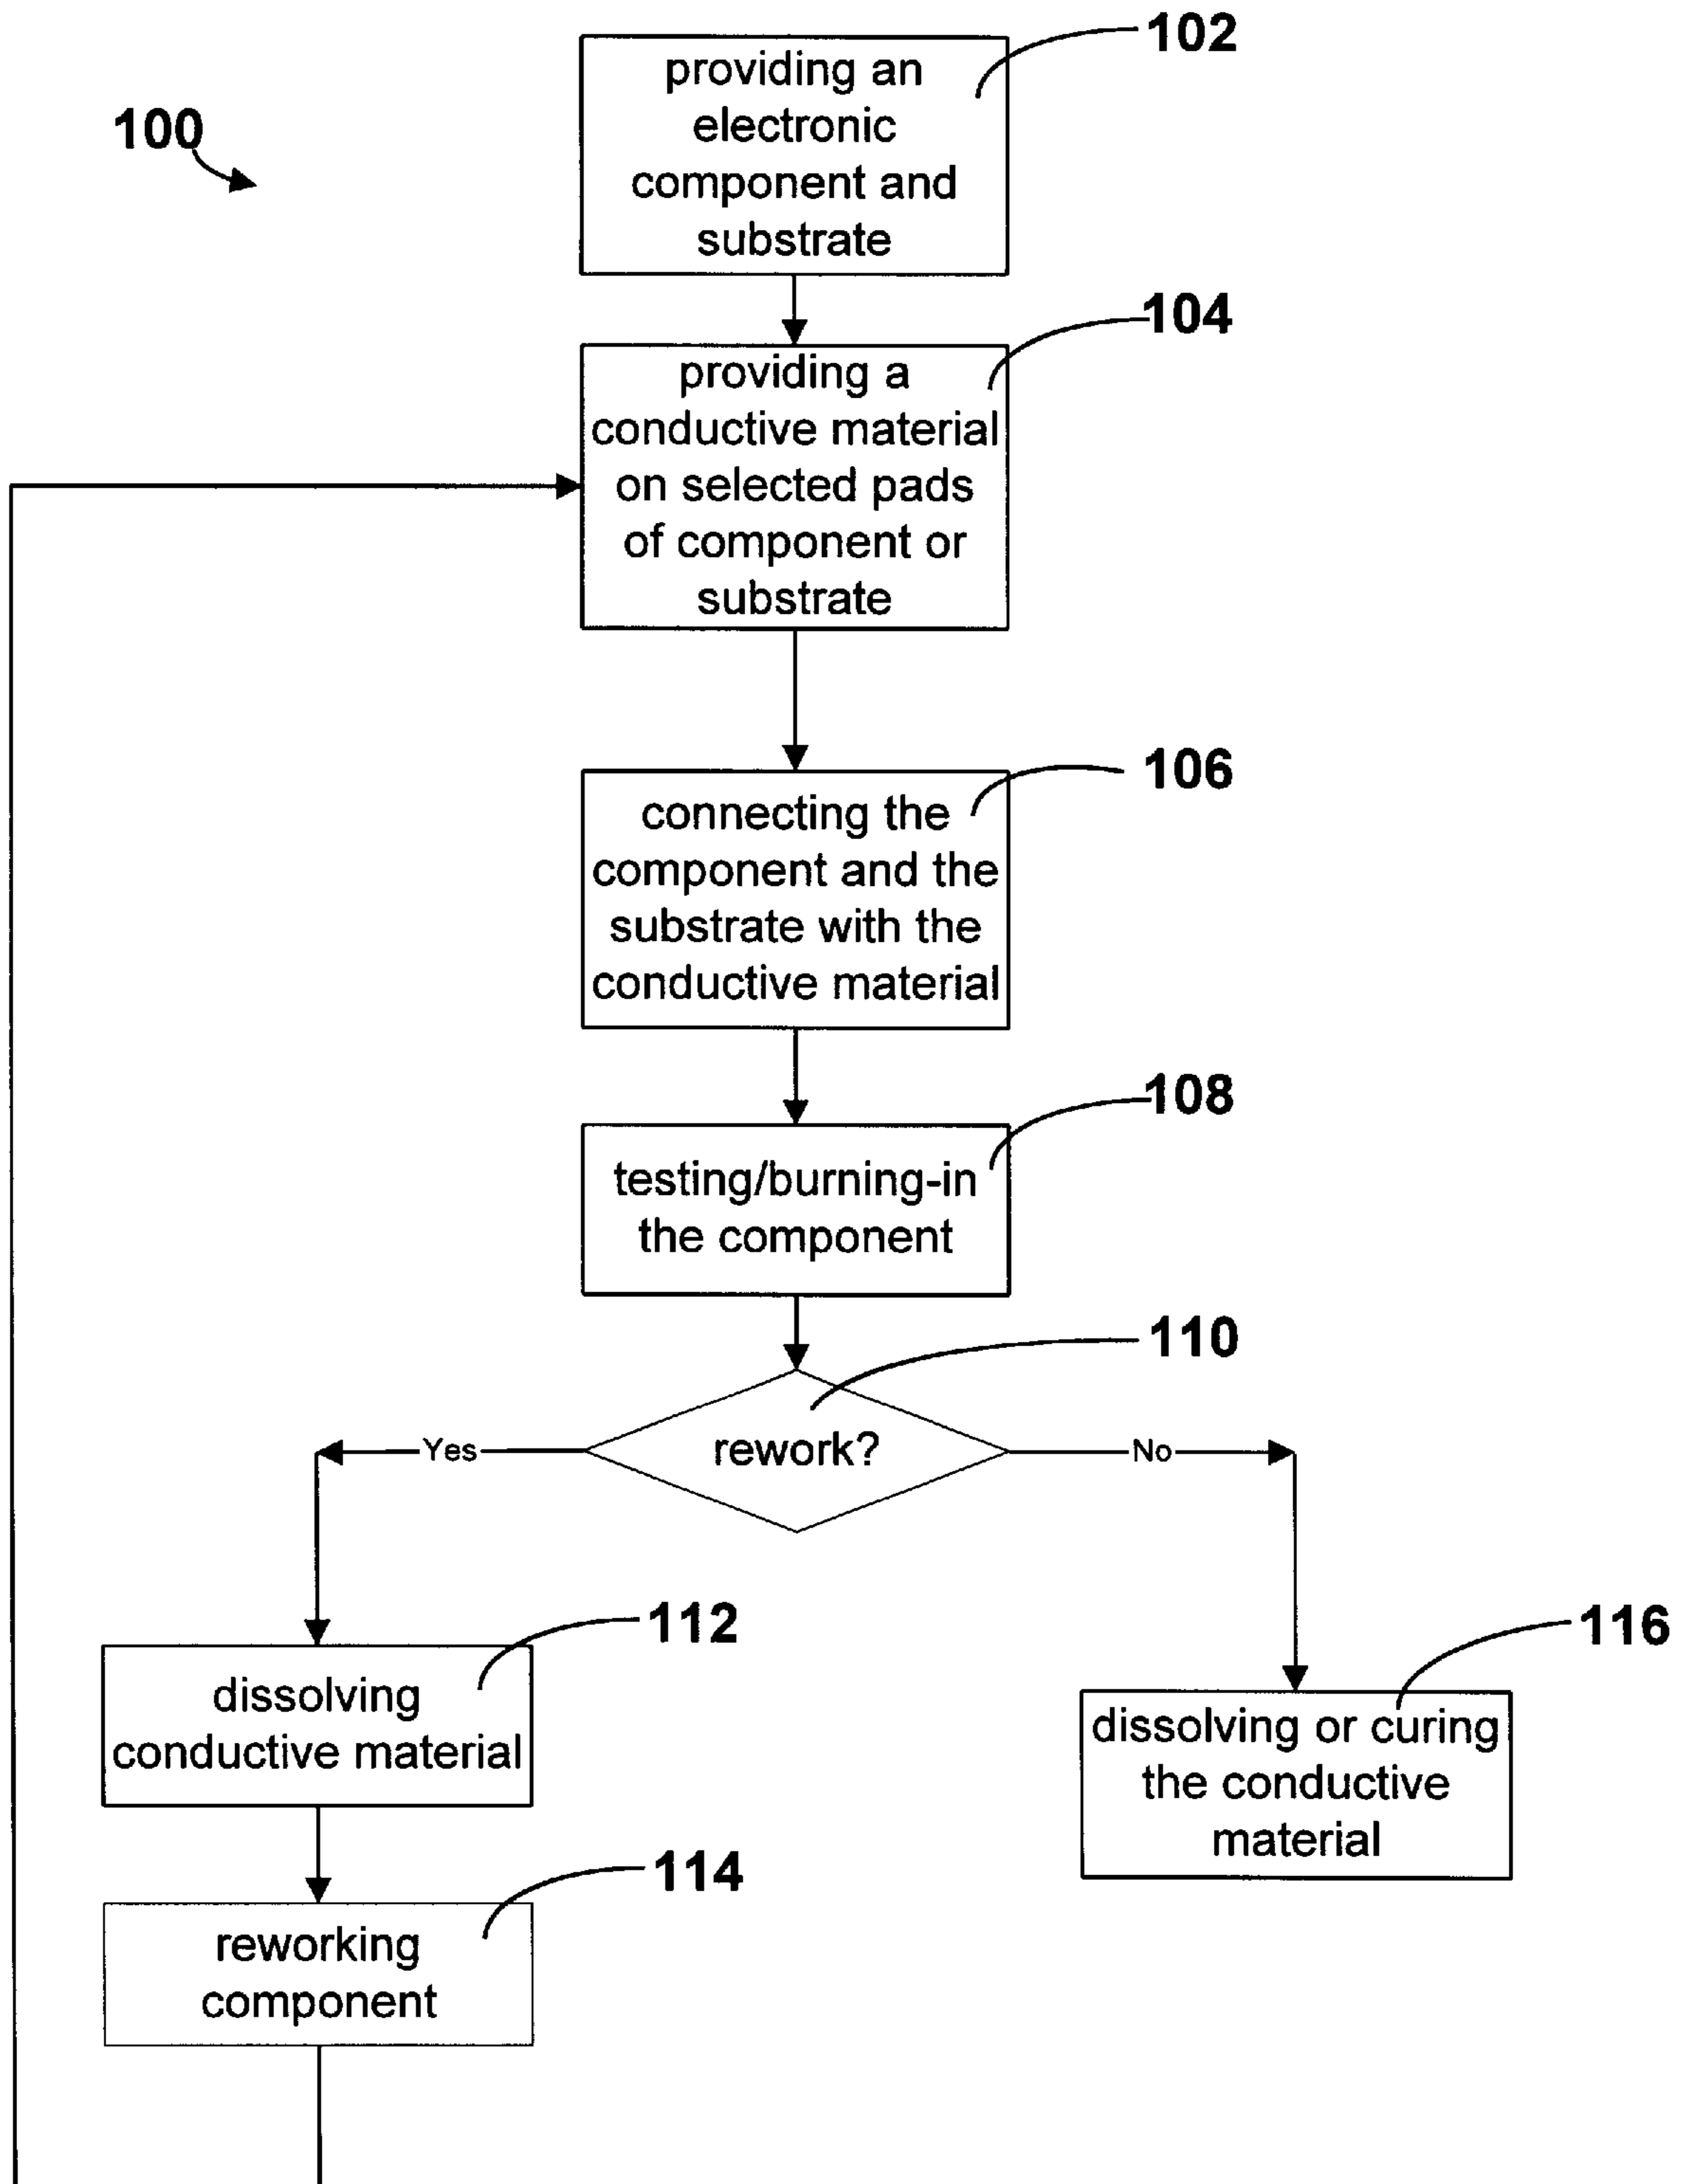 102
providing an
electronic
component and
substrate
100
104
providing a
conductive material
on selected pads
of component or
substrate
106
connecting the
component and the
substrate with the
conductive material
108
testing/burning-in
the component
110
rework?
Yes
No
112
dissolving
conductive material
116
dissolving or curing
the conductive
material
114
reworking
component